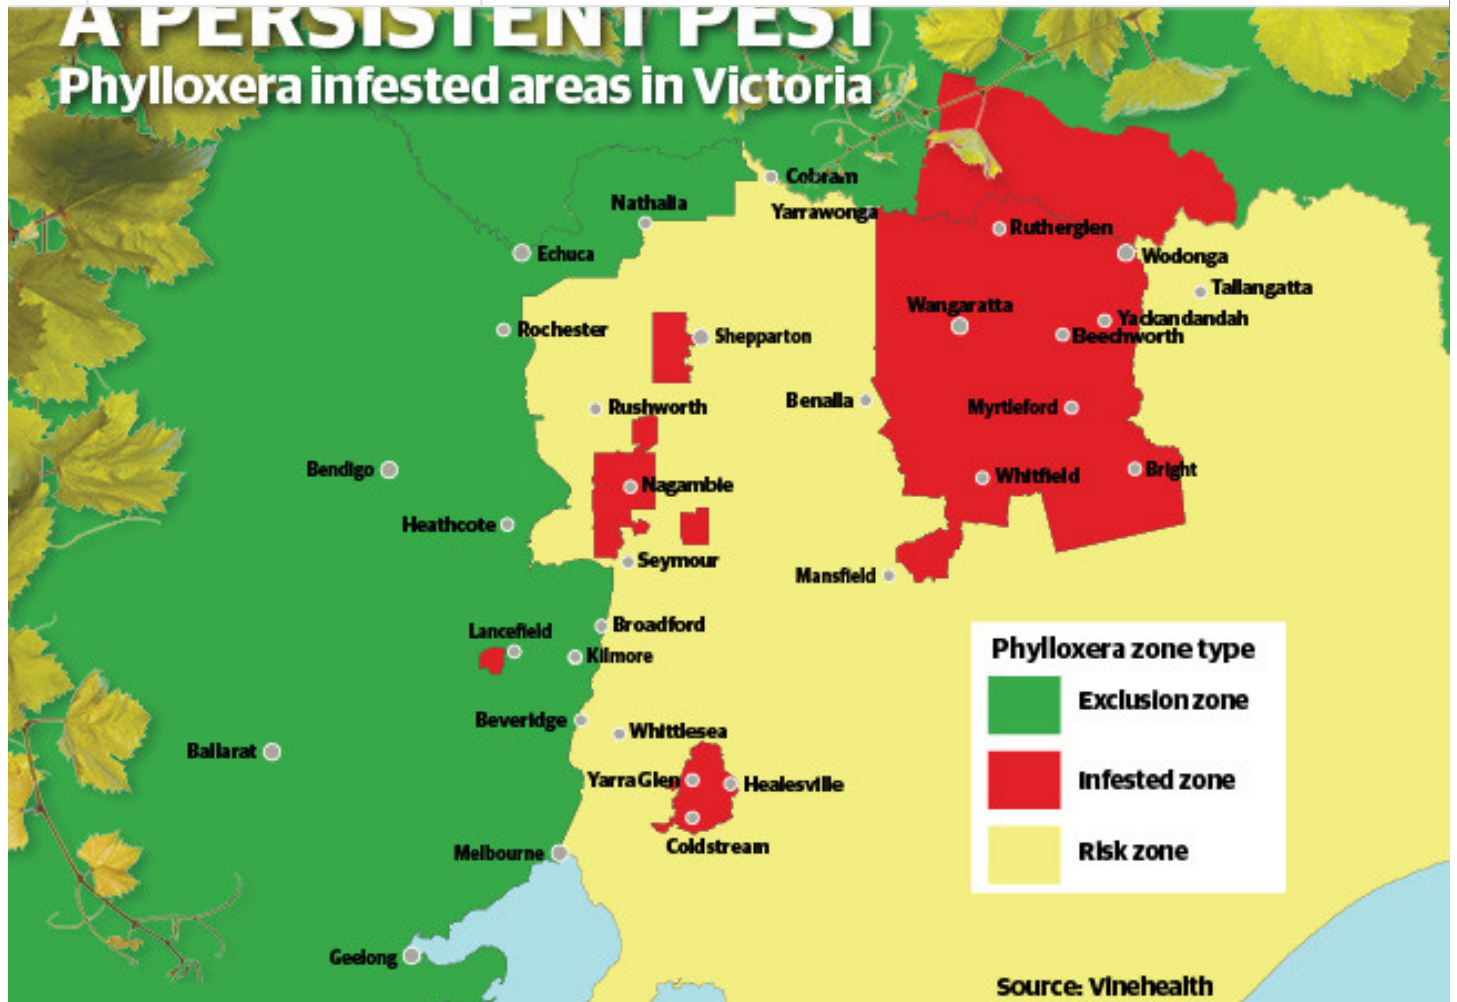 A PERSISTENT PEST
Phylloxera infested areas in Victoria
Cobram
Nathalia
Yarrawonga
Rutherglen
Echuca
Wodonga
Tallangatta
Wangaratta
Yackandandah
Rochester
Shepparton
Beechworth
Benalla
Rushworth
Myrtleford
Bendigo
Whitfield
Bright
Nagambie
Heathcote
Seymour
Mansfield
Lancefield
Broadford
Kilmore
Phylloxera zone type
Exclusion zone
Beveridge
Whittlesea
Ballarat
Yarra Glen
Healesville
Infested zone
Coldstream
Melbourne
Risk zone
Geelong
Source: Vinehealth